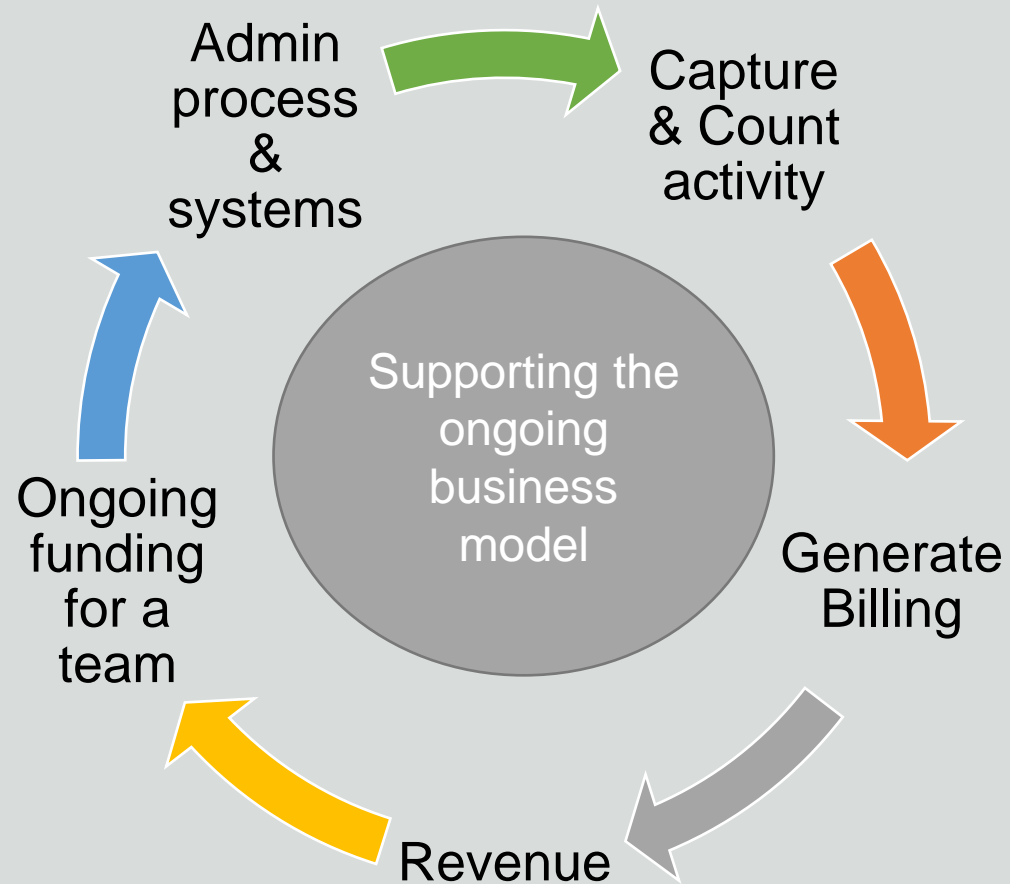 Admin
process
&
systems
Capture
& Count
activity
Supporting the
ongoing
business
model
Generate
Billing
Revenue
Ongoing
funding
for a
team